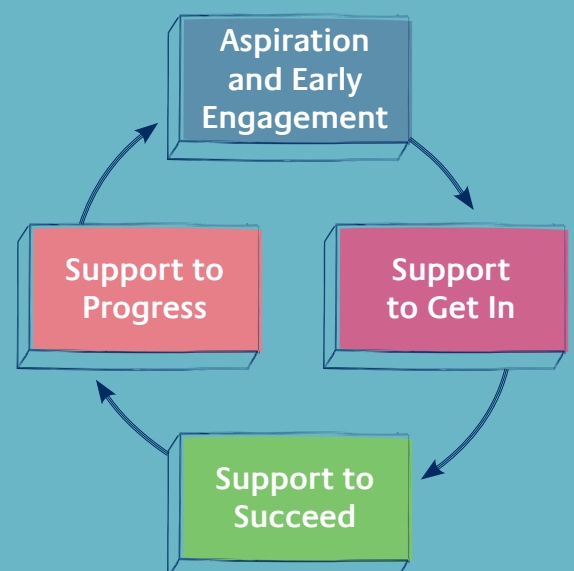 Aspiration
and Early
Engagement
Support
to Get In
Support to
Succeed
Support to
Progress